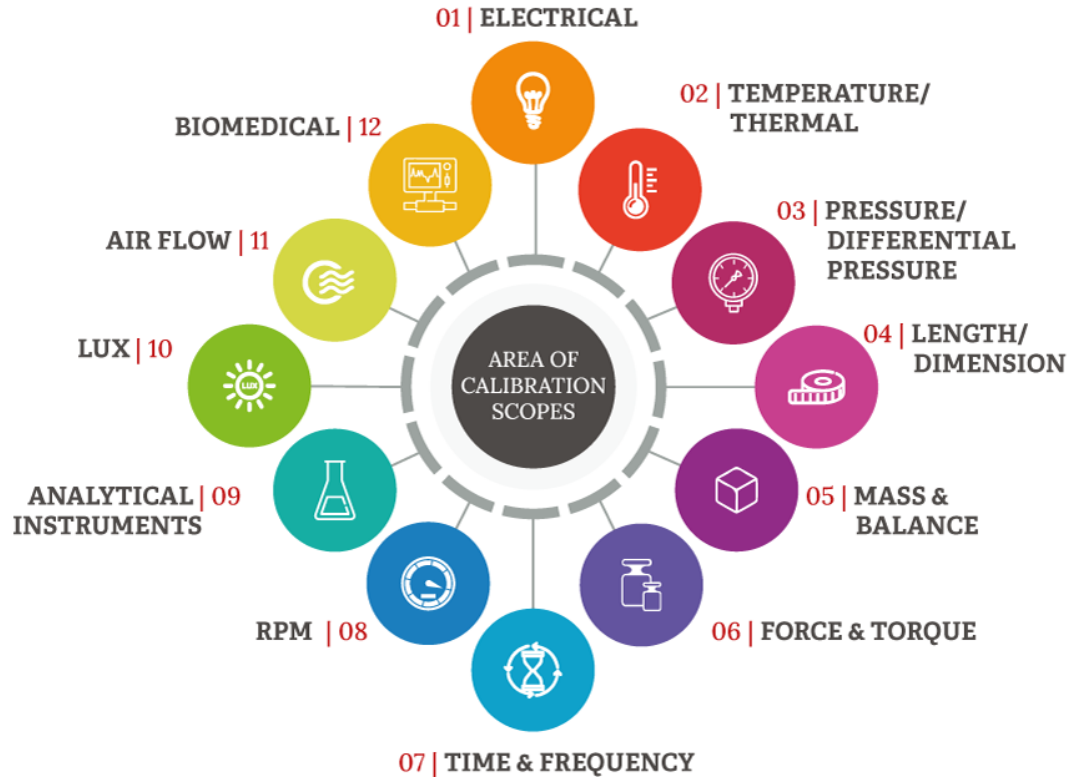 01 | ELECTRICAL
02 | TEMPERATURE/
THERMAL
03 | PRESSURE/
DIFFERENTIAL
PRESSURE
04 | LENGTH/
DIMENSION
05 | MASS &
BALANCE
06 | FORCE & TORQUE
07 | TIME & FREQUENCY
RPM | 08
ANALYTICAL | 09
INSTRUMENTS
LUX | 10
LUX
AIR FLOW | 11
BIOMEDICAL | 12
AREA OF
CALIBRATION
SCOPES